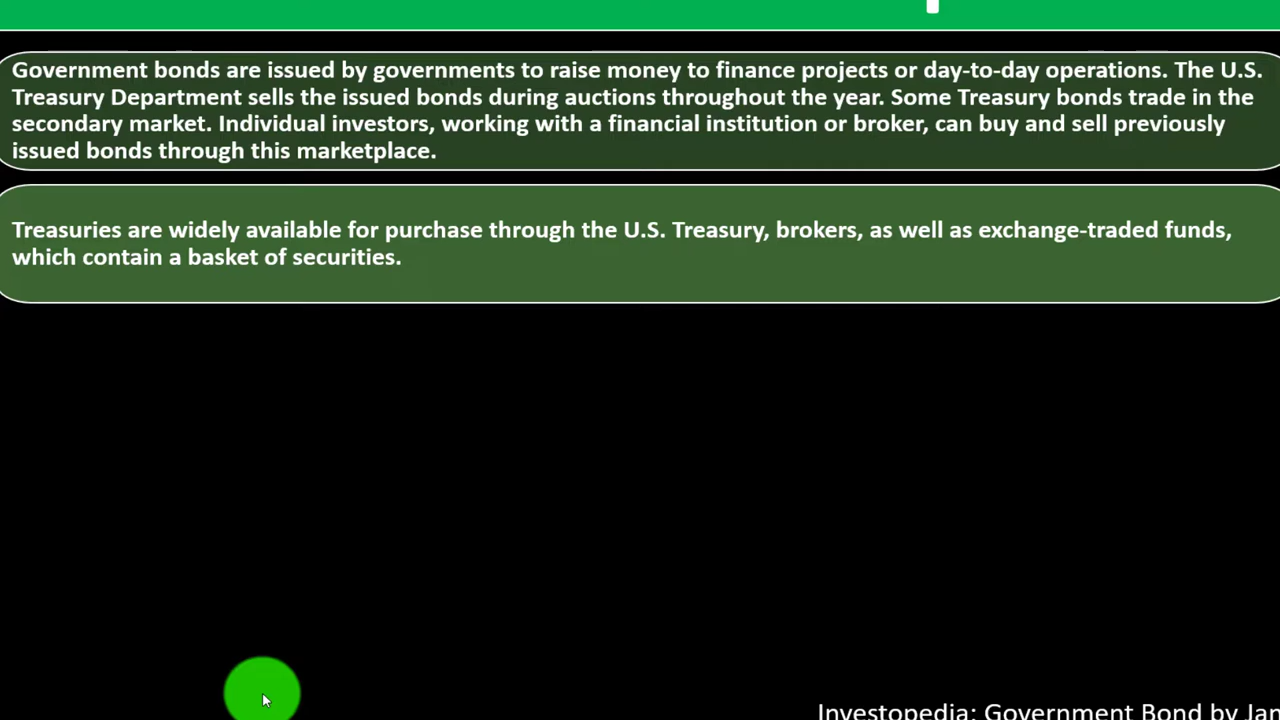 Government bonds are issued by governments to raise money to finance projects or day-to-day operations. The U.S.
Treasury Department sells the issued bonds during auctions throughout the year. Some Treasury bonds trade in the
secondary market. Individual investors, working with a financial institution or broker, can buy and sell previously
issued bonds through this marketplace.
Treasuries are widely available for purchase through the U.S. Treasury, brokers, as well as exchange-traded funds,
which contain a basket of securities.
Investopedia: Government Bond by Jam